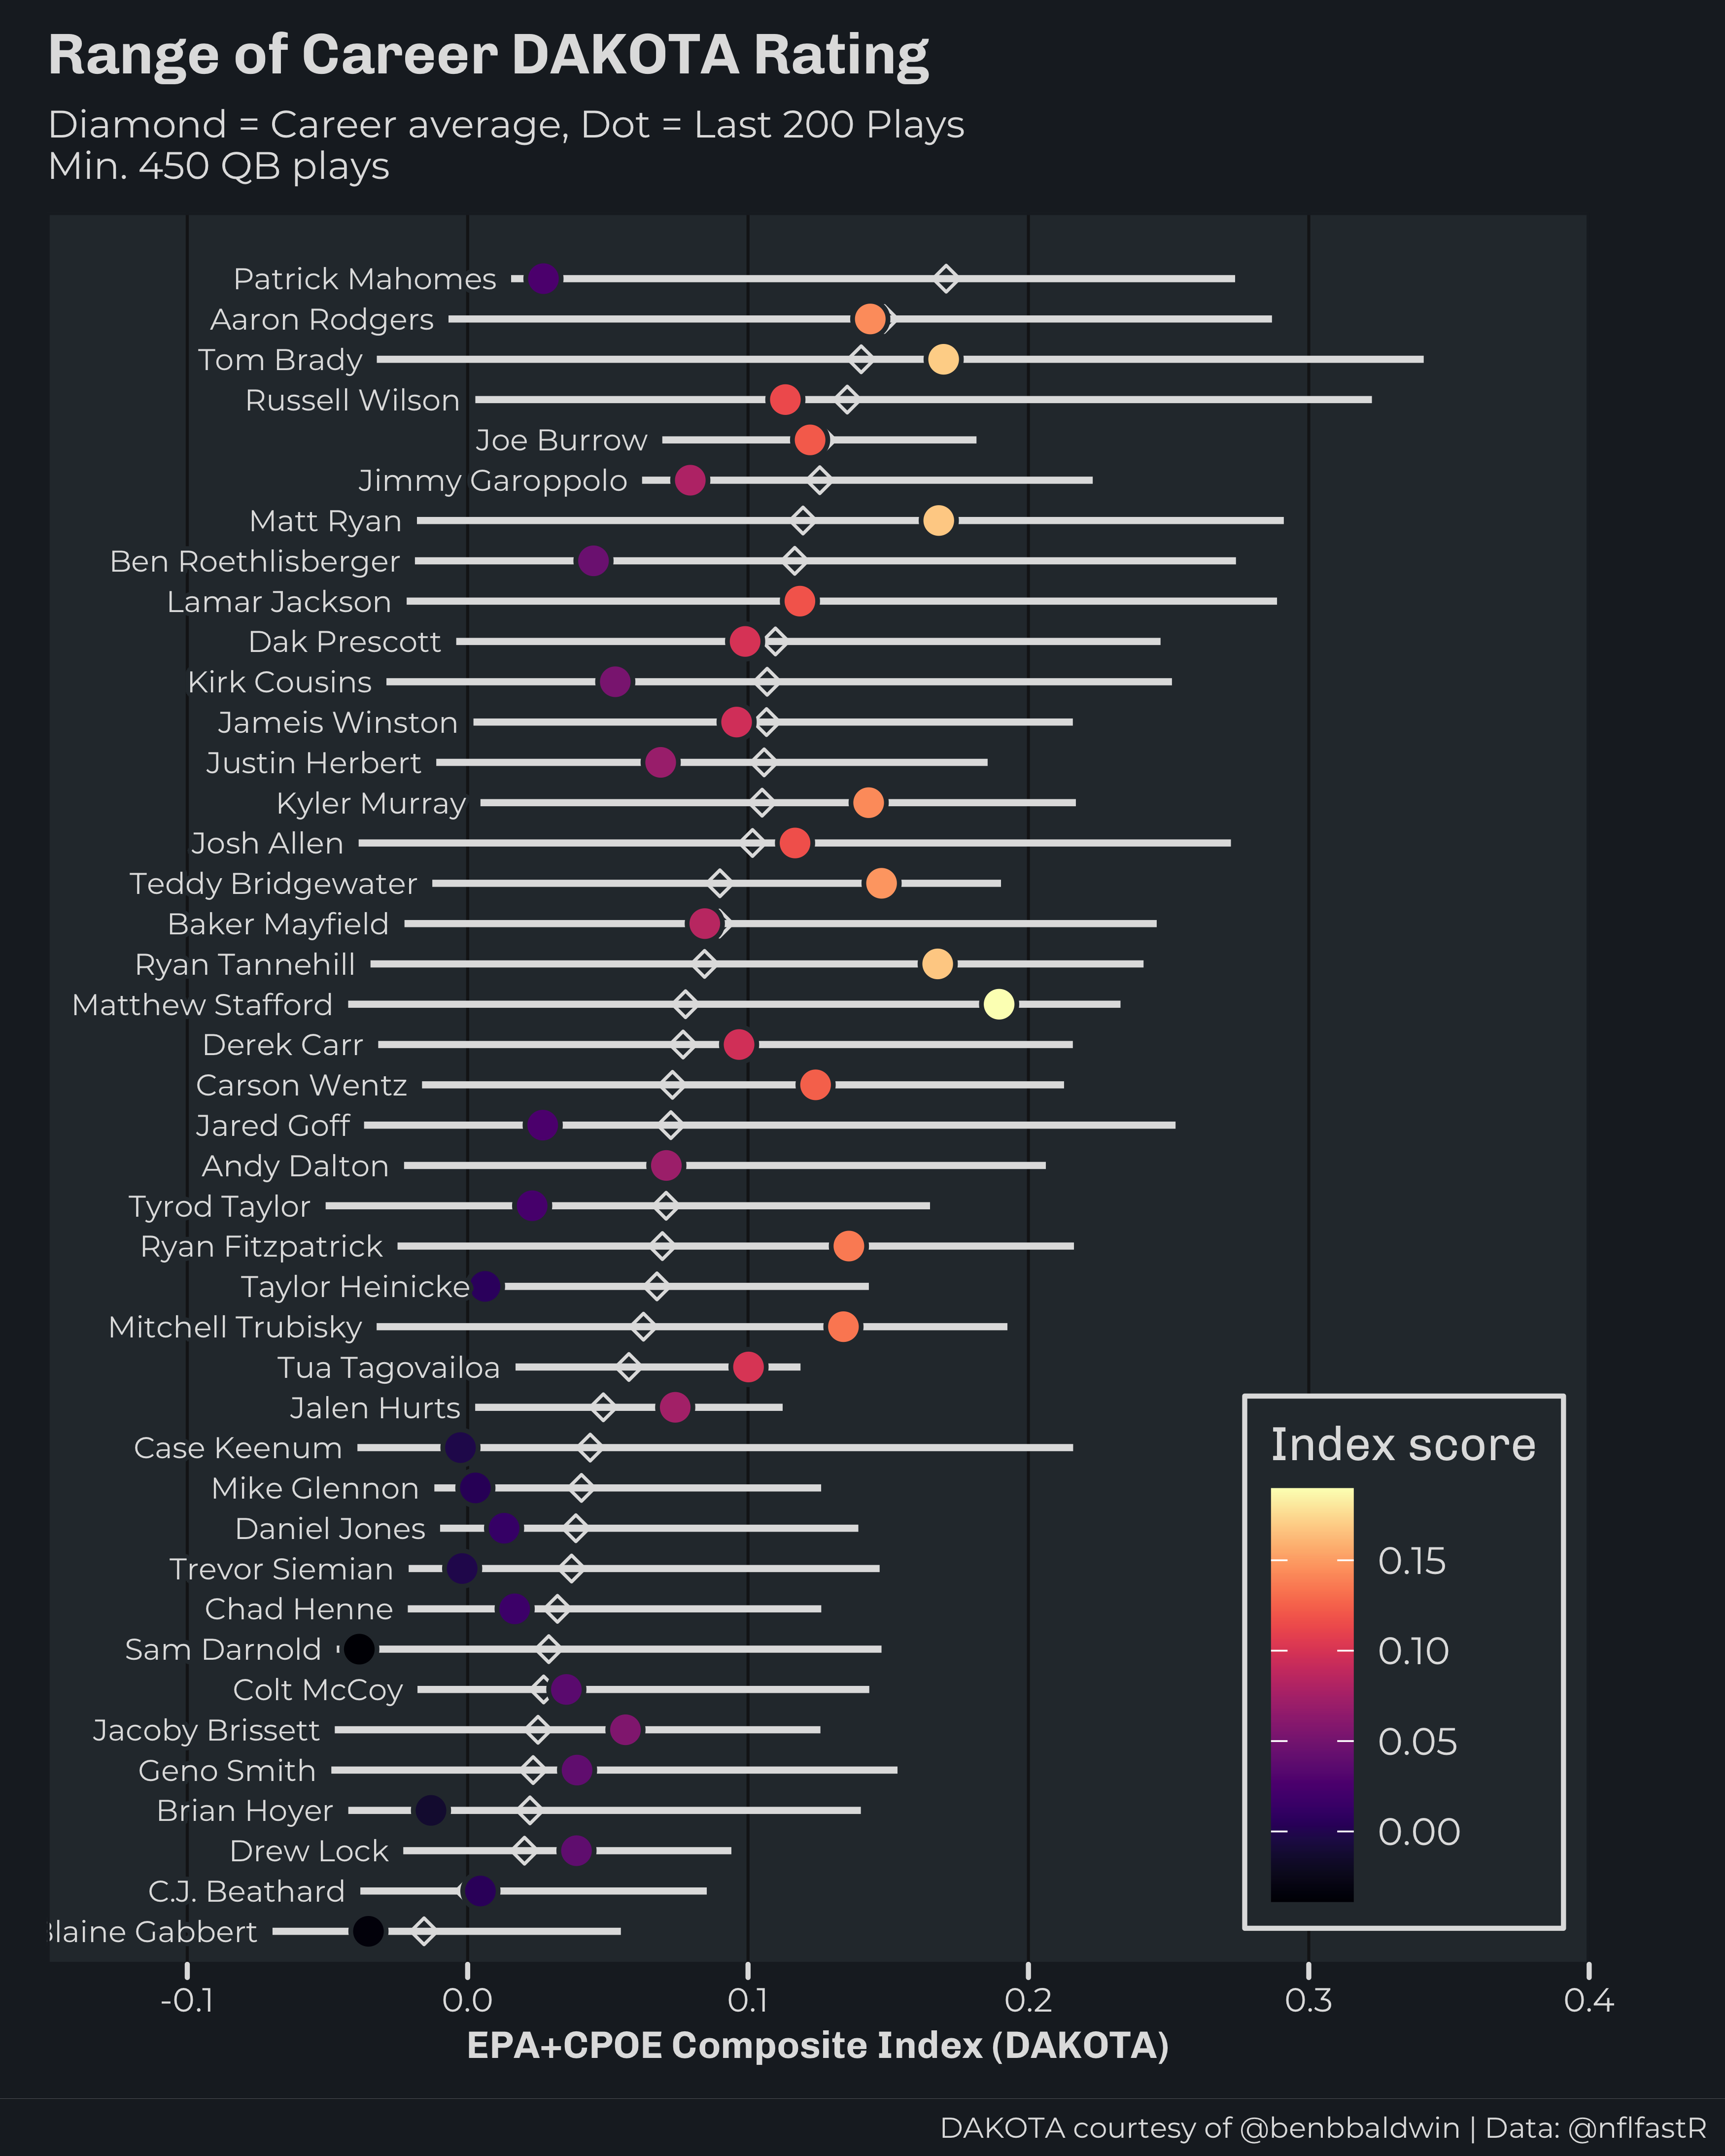 Range of Career DAKOTA Rating
Diamond = Career average, Dot = Last 200 Plays
Min. 450 QB plays
Patrick Mahomes
Aaron Rodgers
Tom Brady
Russell Wilson
Joe Burrow
Jimmy Garoppolo
Matt Ryan
Ben Roethlisberger
Lamar Jackson
Dak Prescott
Kirk Cousins
Jameis Winston
Justin Herbert
Kyler Murray
Josh Allen
Teddy Bridgewater
Baker Mayfield
Ryan Tannehill
Matthew Stafford
Derek Carr
Carson Wentz
Jared Goff
Andy Dalton
Tyrod Taylor
Ryan Fitzpatrick
Taylor Heinicke
Mitchell Trubisky
Tua Tagovailoa
Jalen Hurts
Case Keenum
Mike Glennon
Daniel Jones
Trevor Siemian
Chad Henne
Sam Darnold
Colt McCoy
Jacoby Brissett
Geno Smith
Brian Hoyer
Drew Lock
C.J. Beathard
Gabbert
Index score
0.15
0.10
0.05
0.00
-0.1 0.0 0.1 0.2 0.3 0.4
EPA+CPOE Composite Index (DAKOTA)
DAKOTA courtesy of @benbbaldwin | Data: @nflfastR